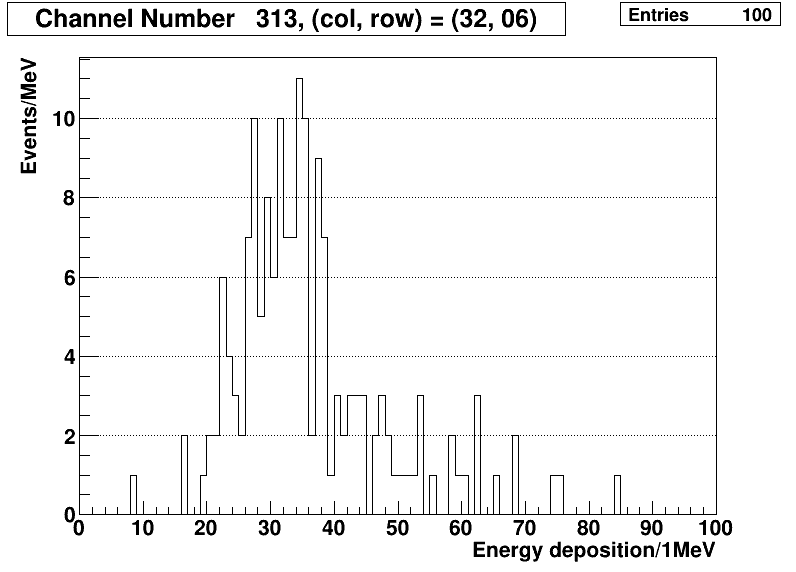 Channel Number 313, (col, row) = (32, 06)
Entries 100
Events/MeV
10
8
6
4
2
0
0 10 20 30 40 50 60 70 80 90 100
Energy deposition/1MeV